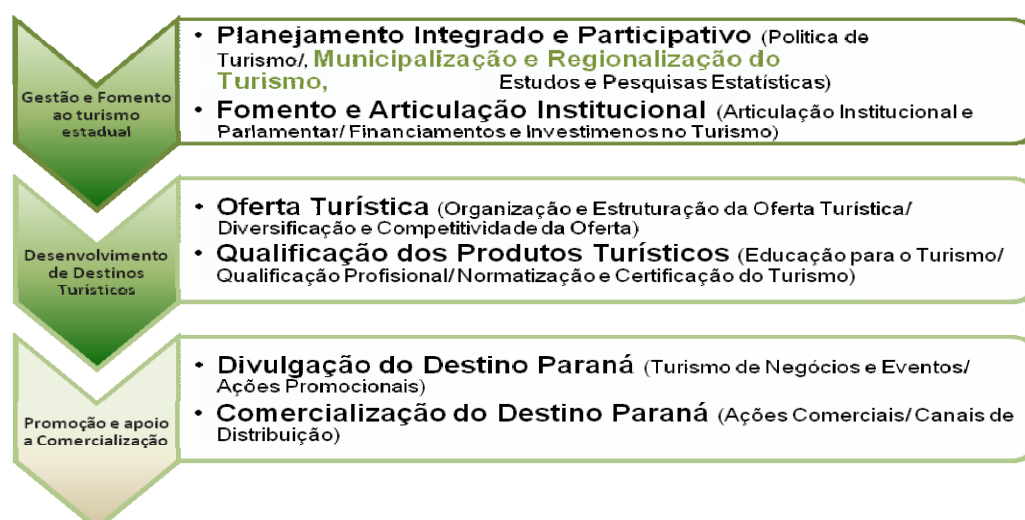 Gestão e Fomento
ao turismo
estadual
• Planejamento Integrado e Participativo (Politica de
Turismo/, Municipalização e Regionalização do
Turismo, Estudos e Pesquisas Estatísticas)
• Fomento e Articulação Institucional (Articulação Institucional e
Parlamentar/ Financiamentos e Investimenos no Turismo)
Desenvolvimento
de Destinos
Turísticos
• Oferta Turística (Organização e Estruturação da Oferta Turística/
Diversificação e Competitividade da Oferta)
• Qualificação dos Produtos Turísticos (Educação para o Turismo/
Qualificação Profisional/ Normatização e Certificação do Turismo)
Promoção e apoio
a Comercialização
• Divulgação do Destino Paraná (Turismo de Negócios e Eventos/
Ações Promocionais)
• Comercialização do Destino Paraná (Ações Comerciais/ Canais de
Distribuição)